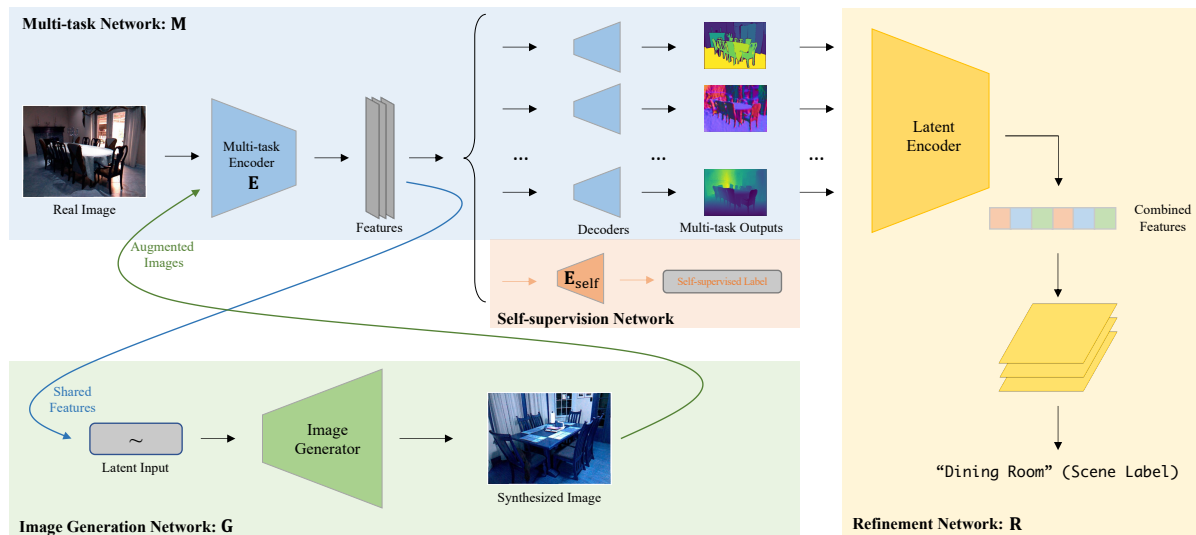 Multi-task Network: M
Real Image
Multi-task
Encoder
E
Features
...
...
...
Decoders
Multi-task Outputs
Augmented
Images
E_self
Self-supervised Label
Self-supervision Network
Shared
Features
~
Latent Input
Image
Generator
Synthesized Image
Image Generation Network: G
Latent
Encoder
Combined
Features
“Dining Room” (Scene Label)
Refinement Network: R